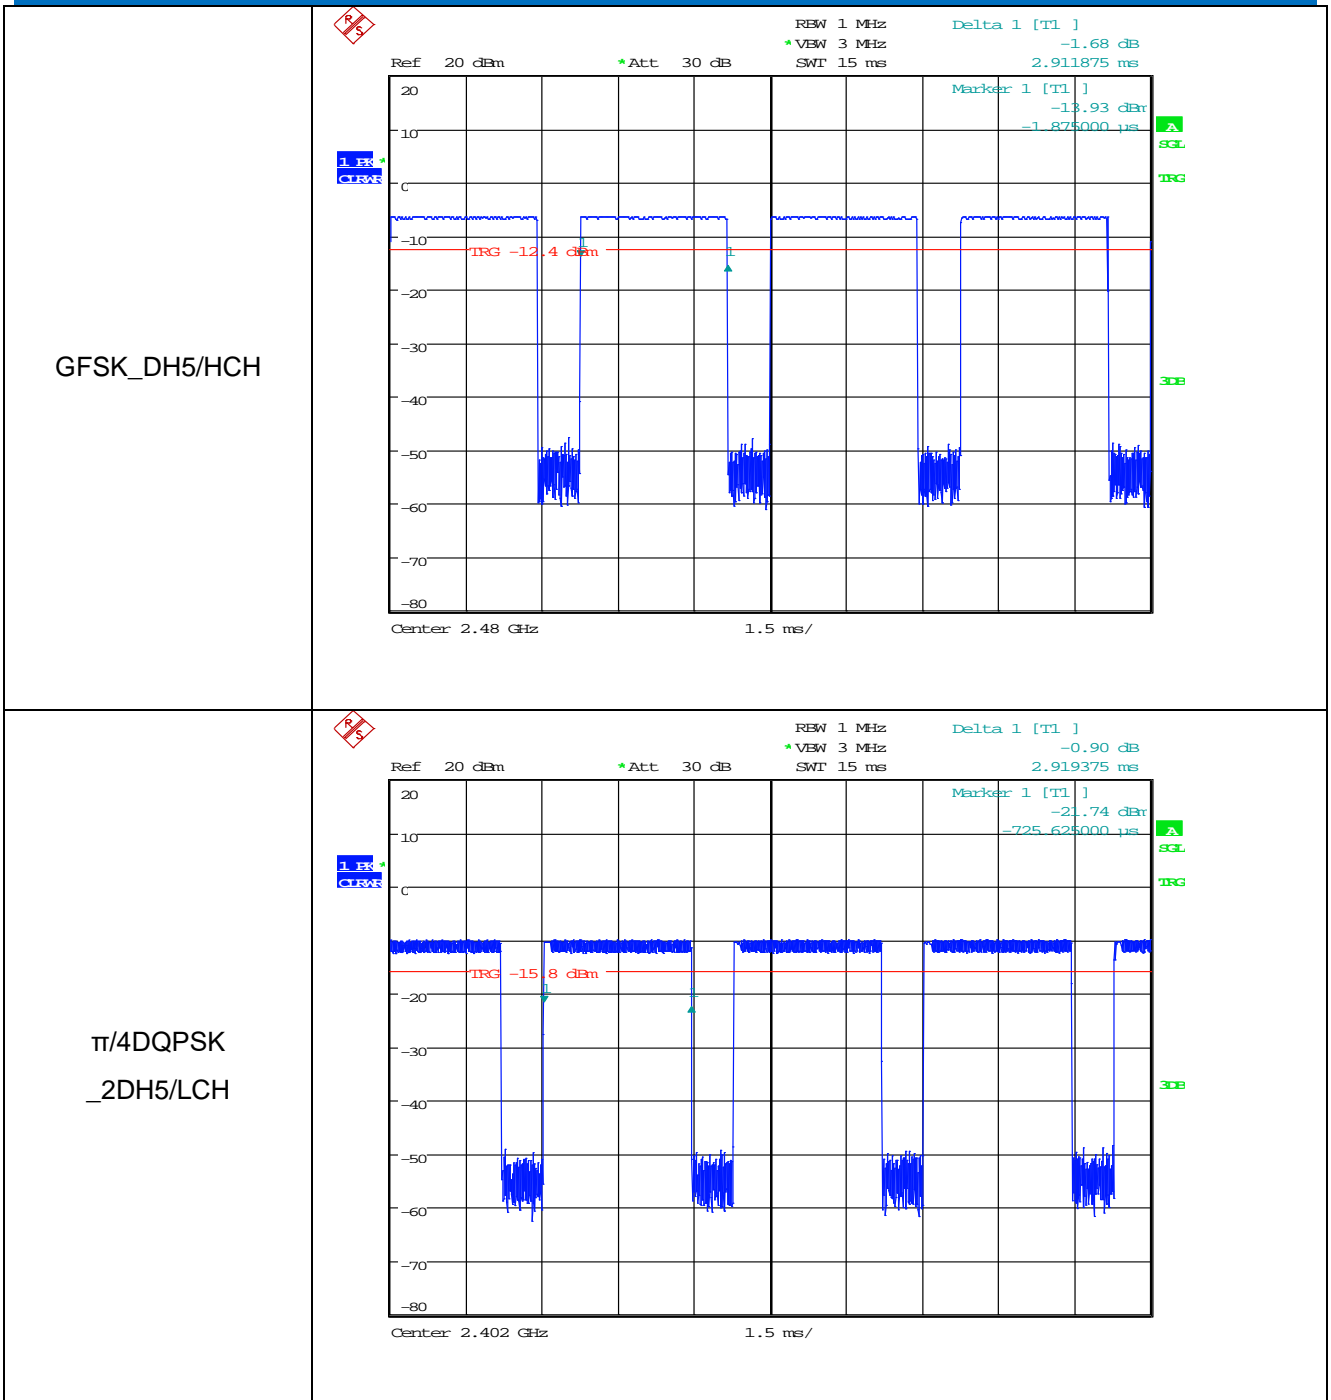 GFSK_DH5/HCH
R
S
RBW 1 MHz
Delta 1 [T1 ]
*VBW 3 MHz
-1.68 dB
Ref 20 dBm
*Att 30 dB
SWT 15 ms
2.911875 ms
20
Marker 1 [T1 ]
-13.93 dBm
-1.875000 µs
A
10
SGL
1 PK *
CLRWR
TRG
0
-10
1
TRG -12.4 dBm
1
-20
-30
3DB
-40
-50
-60
-70
-80
Center 2.48 GHz
1.5 ms/
π/4DQPSK
_2DH5/LCH
R
S
RBW 1 MHz
Delta 1 [T1 ]
*VBW 3 MHz
-0.90 dB
Ref 20 dBm
*Att 30 dB
SWT 15 ms
2.919375 ms
20
Marker 1 [T1 ]
-21.74 dBm
-725.625000 µs
A
10
SGL
1 PK *
CLRWR
TRG
0
TRG -15.8 dBm
1
1
-20
-30
3DB
-40
-50
-60
-70
-80
Center 2.402 GHz
1.5 ms/